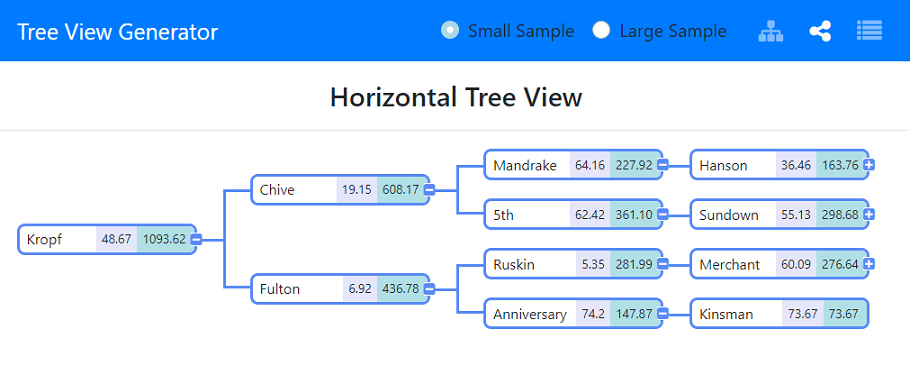 Tree View Generator Small Sample Large Sample
Horizontal Tree View
Mandrake 64.16 227.92 Hanson 36.46 163.76
Chive 19.15 608.17
5th 62.42 361.10 Sundown 55.13 298.68
Kropf 48.67 1093.62
Ruskin 5.35 281.99 Merchant 60.09 276.64
Fulton 6.92 436.78
Anniversary 74.2 147.87 Kinsman 73.67 73.67